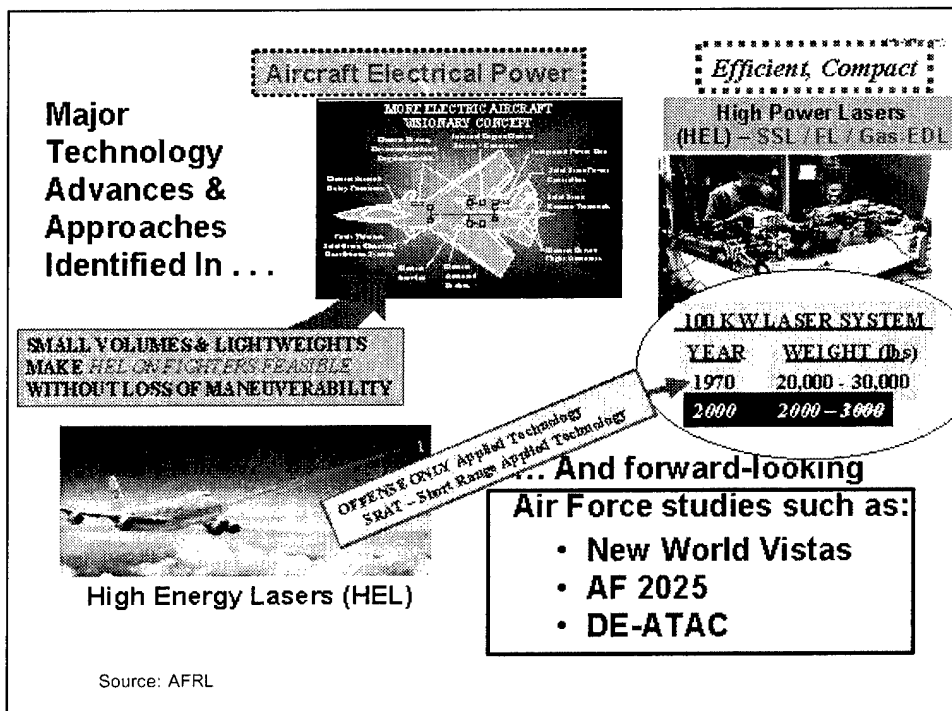 Aircraft Electrical Power
Efficient, Compact
Major
Technology
Advances &
Approaches
Identified In . . .
MORE ELECTRIC AIRCRAFT
VISIONARY CONCEPT
High Power Lasers
(HEL) – SSL / FL / Gas EDL
SMALL VOLUMES & LIGHTWEIGHTS
MAKE HEL ON FIGHTERS FEASIBLE
WITHOUT LOSS OF MANEUVERABILITY
100 KW LASER SYSTEM
YEAR WEIGHT (lbs)
1970 20,000 - 30,000
2000 2000 – 3000
OFFENSE ONLY Applied Technology
SRAT – Short Range Applied Technology
... And forward-looking
Air Force studies such as:
• New World Vistas
• AF 2025
• DE-ATAC
High Energy Lasers (HEL)
Source: AFRL